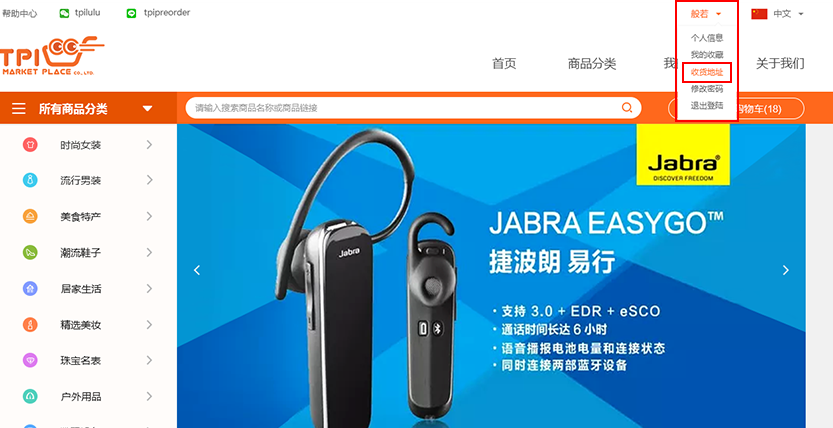 帮助中心
tpilulu
tpipreorder
般若
中文
个人信息
我的收藏
收货地址
修改密码
退出登陆
TPI
MARKET PLACE CO.,LTD.
首页
商品分类
我
关于我们
所有商品分类
请输入搜索商品名称或商品链接
物车(18)
时尚女装
流行男装
美食特产
潮流鞋子
居家生活
精选美妆
珠宝名表
户外用品
Jabra
Jabra®
DISCOVER FREEDOM
JABRA EASYGO™
捷波朗 易行
·支持 3.0 + EDR + eSCO
·通话时间长达 6 小时
·语音播报电池电量和连接状态
·同时连接两部蓝牙设备